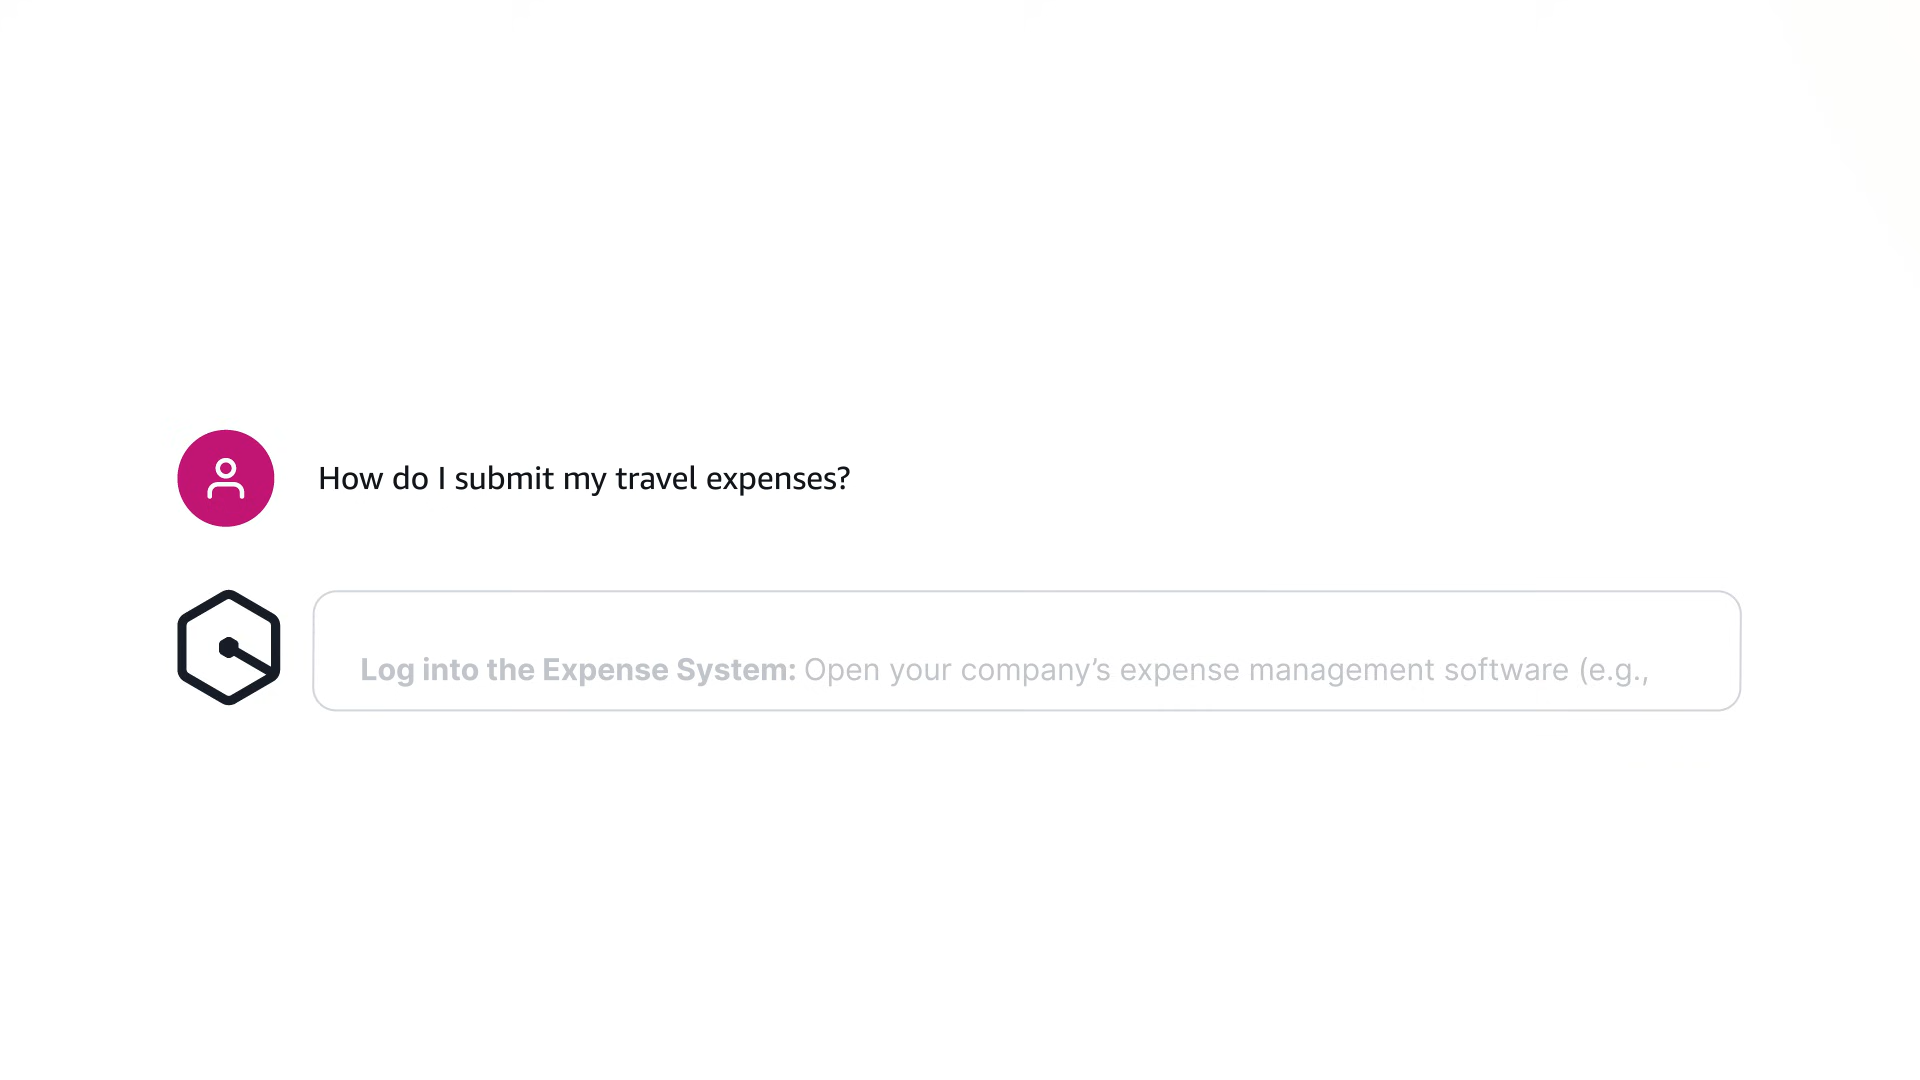 How do I submit my travel expenses?
Log into the Expense System: Open your company’s expense management software (e.g.,